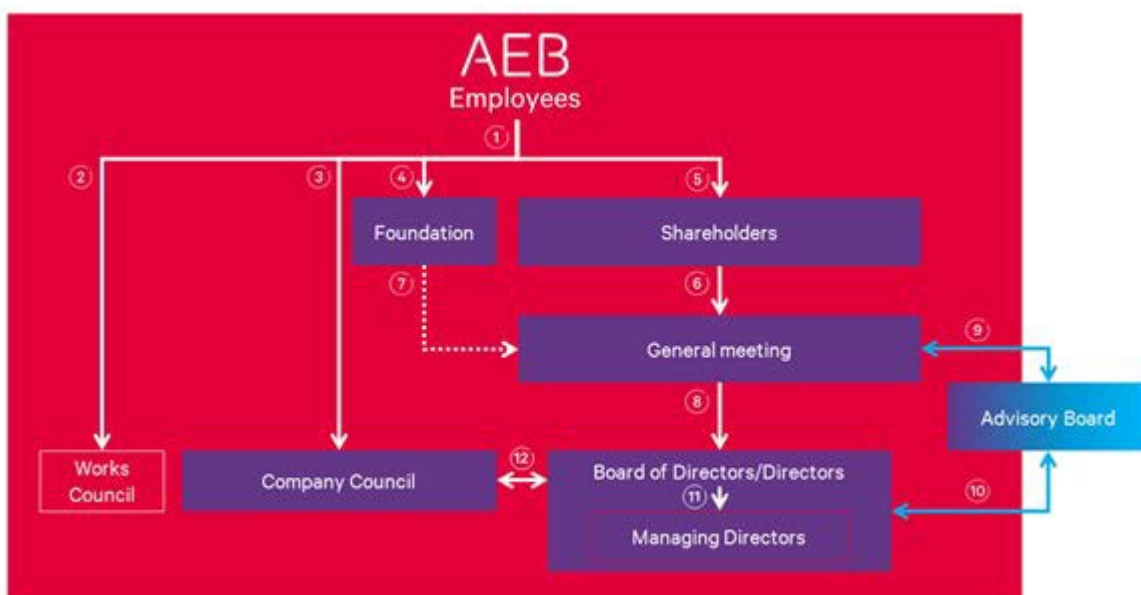 AEB
Employees
1
2
3
4
5
Foundation
Shareholders
7
6
General meeting
9
8
Advisory Board
Works
Council
Company Council
12
Board of Directors/Directors
11
Managing Directors
10